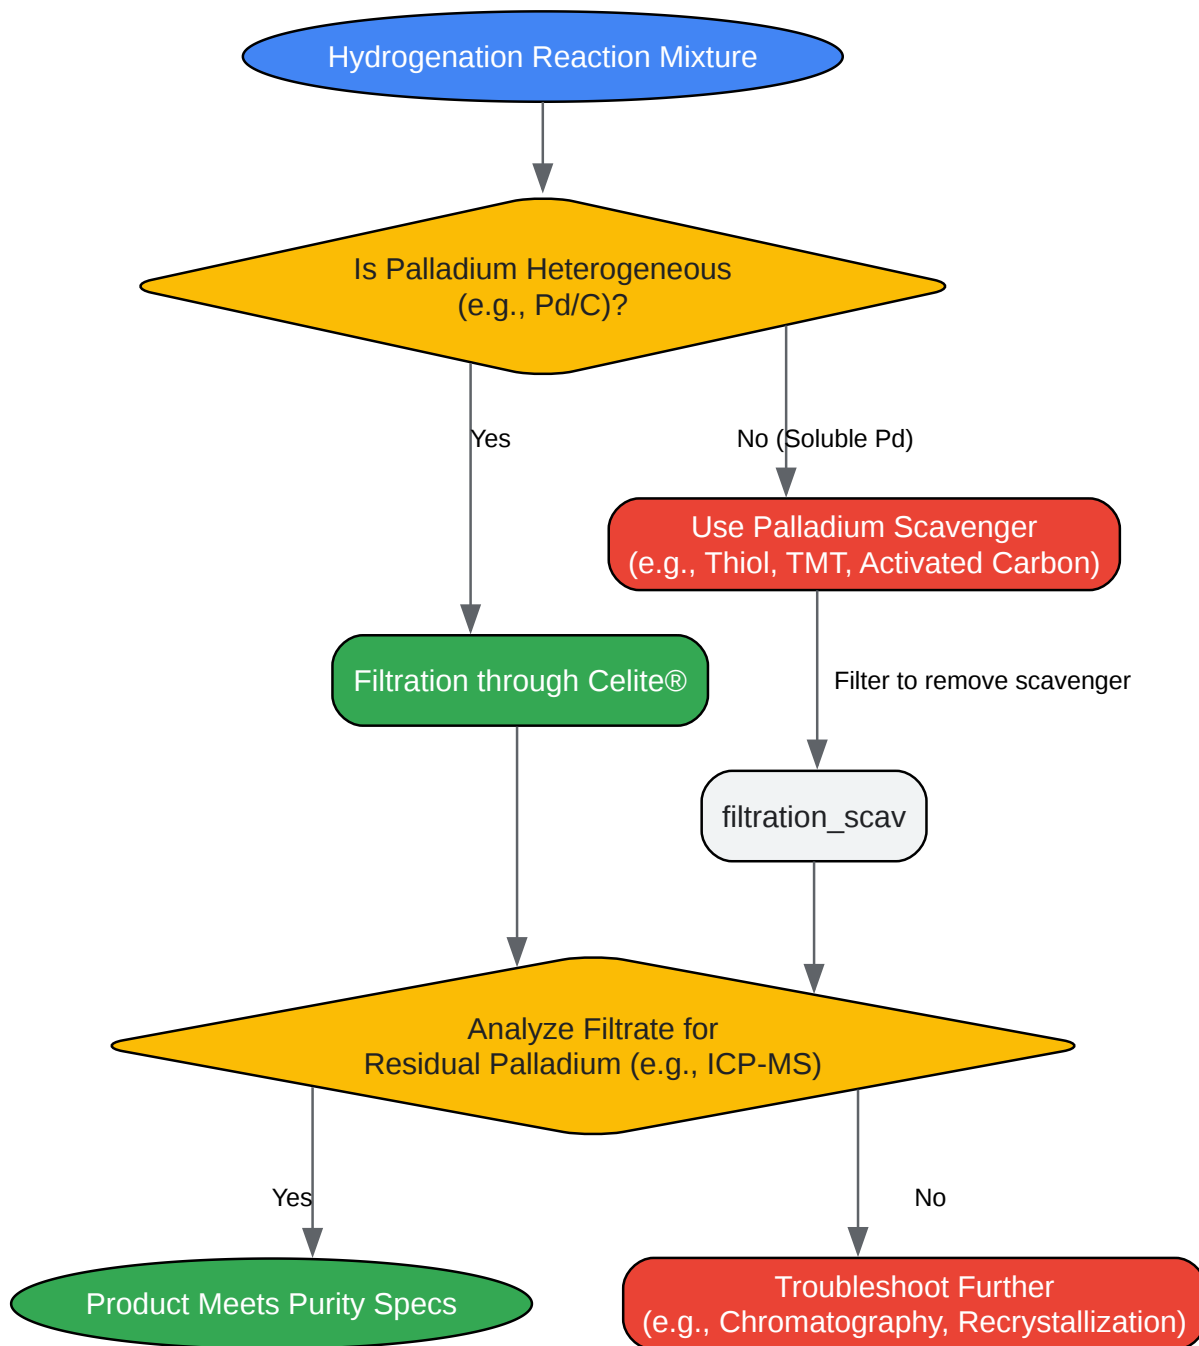 Hydrogenation Reaction Mixture
Is Palladium Heterogeneous
(e.g., Pd/C)?
Yes
No (Soluble Pd)
Use Palladium Scavenger
(e.g., Thiol, TMT, Activated Carbon)
Filtration through Celite®
Filter to remove scavenger
filtration_scav
Analyze Filtrate for
Residual Palladium (e.g., ICP-MS)
Yes
No
Product Meets Purity Specs
Troubleshoot Further
(e.g., Chromatography, Recrystallization)